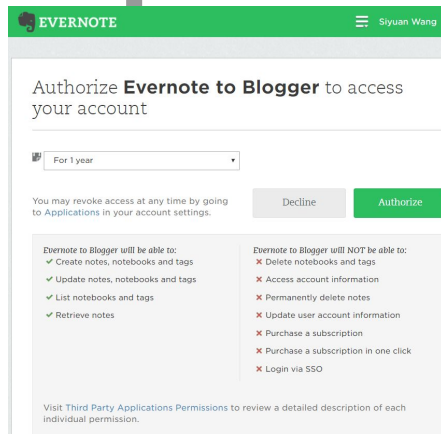 EVERNOTE
Siyuan Wang
Authorize Evernote to Blogger to access
your account
For 1 year
You may revoke access at any time by going
to Applications in your account settings.
Decline
Authorize
Evernote to Blogger will be able to:
Create notes, notebooks and tags
Update notes, notebooks and tags
List notebooks and tags
Retrieve notes
Evernote to Blogger will NOT be able to:
Delete notebooks and tags
Access account information
Permanently delete notes
Update user account information
Purchase a subscription
Purchase a subscription in one click
Login via SSO
Visit Third Party Applications Permissions to review a detailed description of each
individual permission.